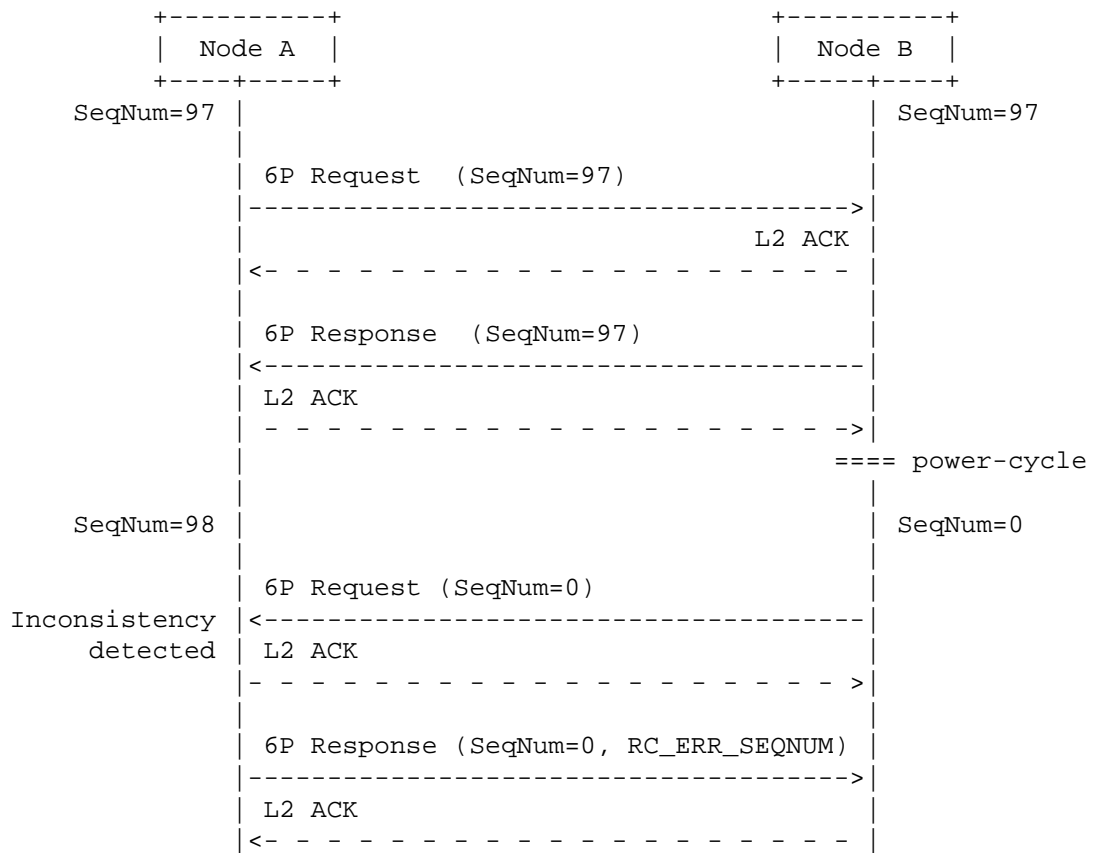 Node A Node B
SeqNum=97 SeqNum=97
6P Request (SeqNum=97)
L2 ACK
6P Response (SeqNum=97)
L2 ACK
==== power-cycle
SeqNum=98 SeqNum=0
6P Request (SeqNum=0)
Inconsistency
detected L2 ACK
6P Response (SeqNum=0, RC_ERR_SEQNUM)
L2 ACK